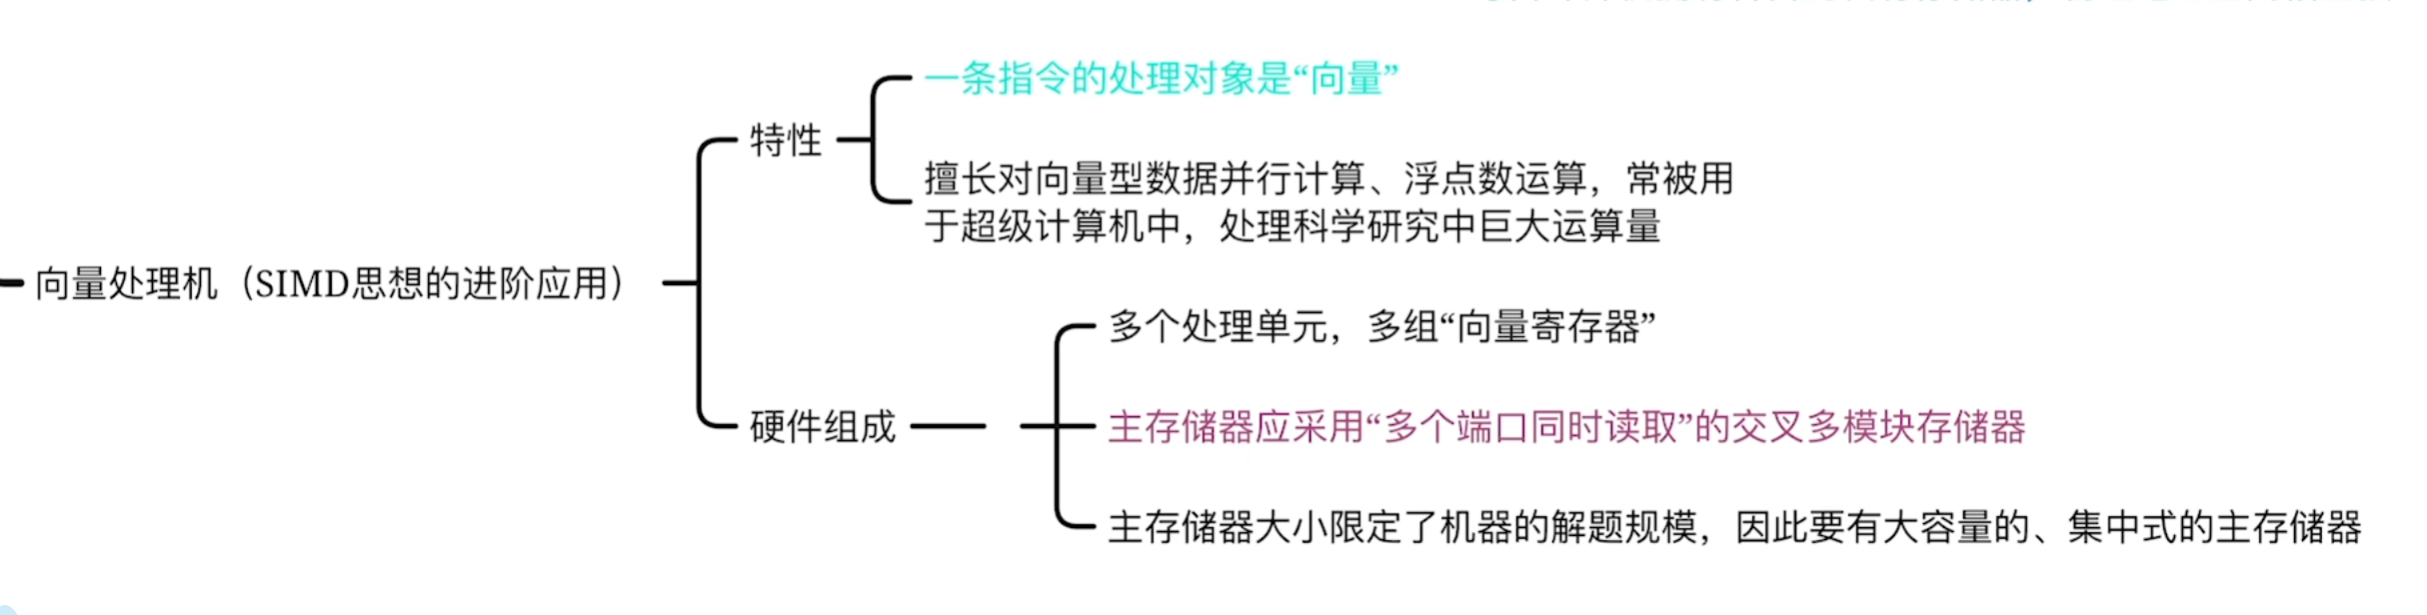 特性
一条指令的处理对象是“向量”
擅长对向量型数据并行计算、浮点数运算，常被用
于超级计算机中，处理科学研究中巨大运算量
向量处理机（SIMD思想的进阶应用）
硬件组成
多个处理单元，多组“向量寄存器”
主存储器应采用“多个端口同时读取”的交叉多模块存储器
主存储器大小限定了机器的解题规模，因此要有大容量的、集中式的主存储器